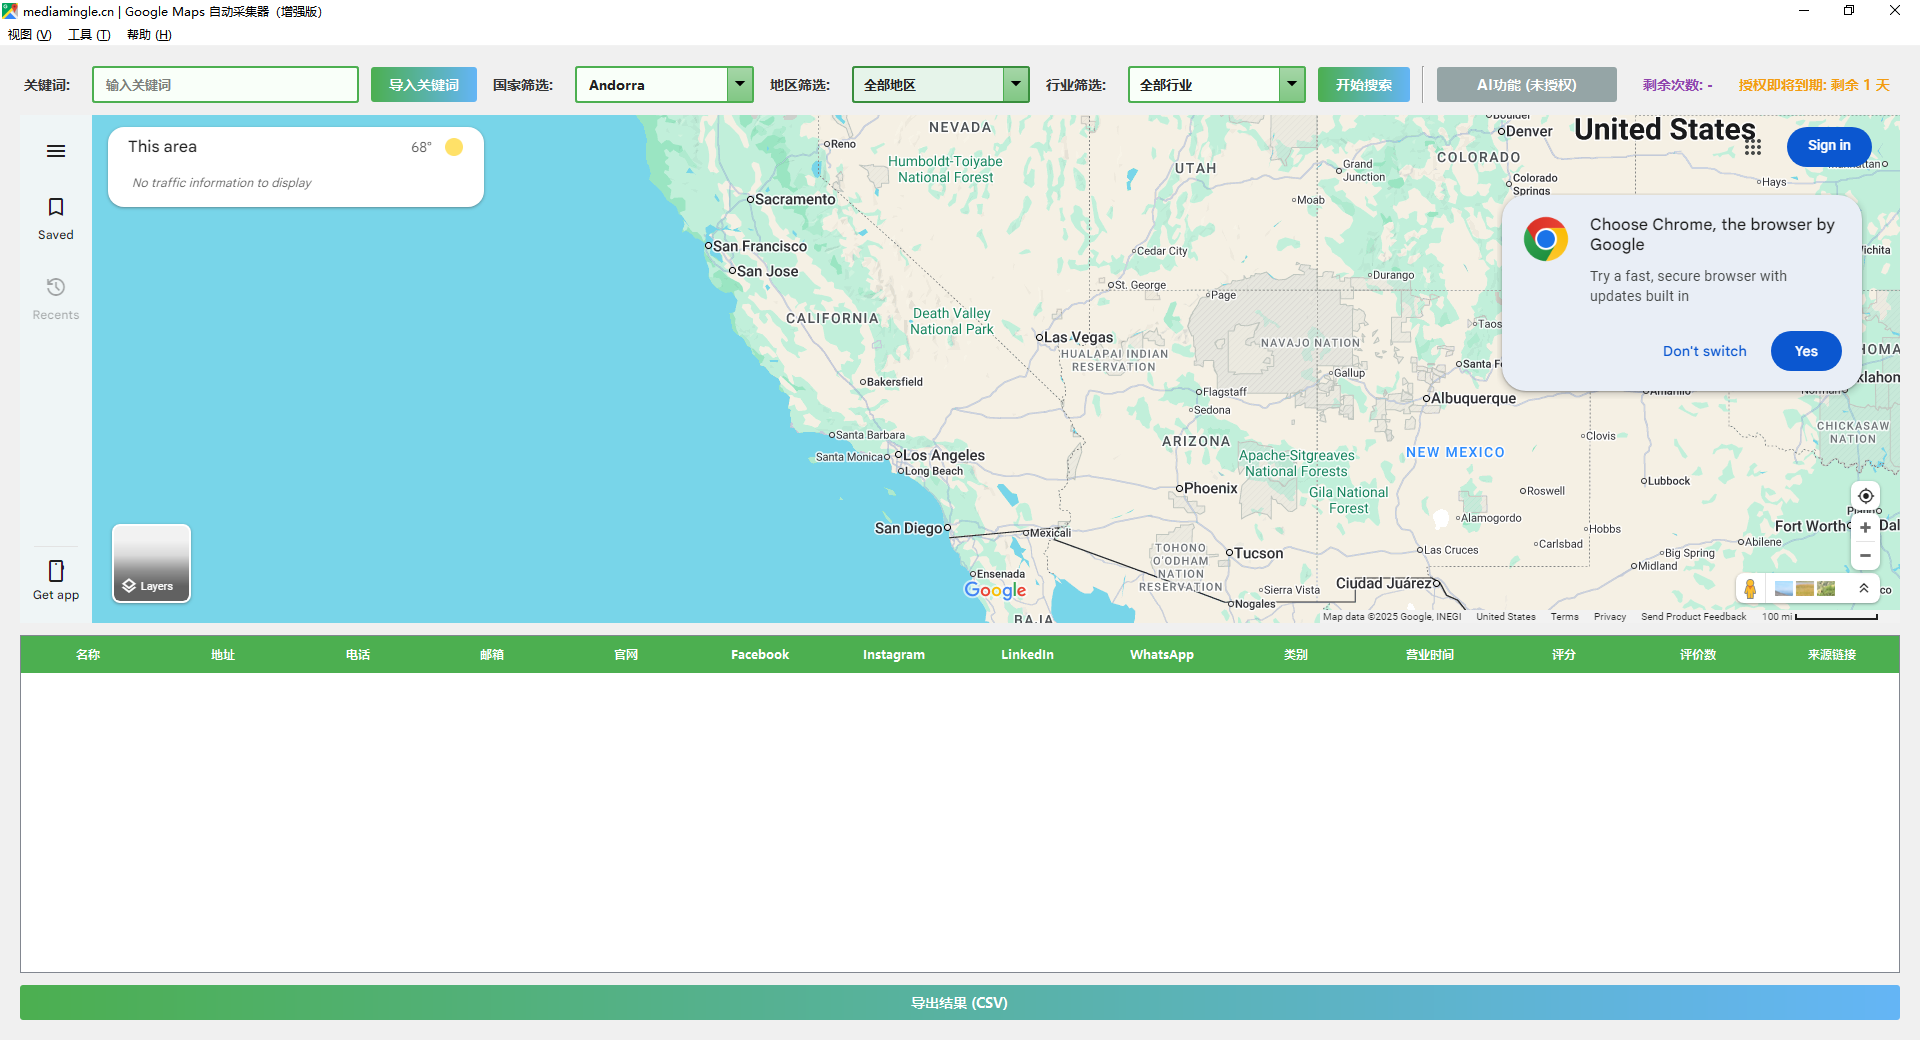 mediamingle.cn | Google Maps 自动采集器（增强版）
视图 (V) 工具 (T) 帮助 (H)
关键词: 输入关键词 导入关键词 国家筛选: Andorra 地区筛选: 全部地区 行业筛选: 全部行业 开始搜索 AI功能 (未授权) 剩余次数: - 授权即将到期: 剩余 1 天
This area 68°
No traffic information to display
Saved
Recents
Get app
Layers
Sign in
Choose Chrome, the browser by
Google
Try a fast, secure browser with
updates built in
Don't switch Yes
United States
NEVADA
Reno
Humboldt-Toiyabe
National Forest
UTAH
COLORADO
Boulder
Denver
Grand
Junction
Colorado
Springs
Hays
Sacramento
Moab
San Francisco
San Jose
Cedar City
Durango
St. George
Page
CALIFORNIA
Death Valley
National Park
Las Vegas
HUALAPAI INDIAN
RESERVATION
NAVAJO NATION
Taos
Santa Fe
Gallup
Bakersfield
Flagstaff
Sedona
Albuquerque
Amarillo
Santa Barbara
Santa Monica
Los Angeles
Long Beach
ARIZONA
Apache-Sitgreaves
National Forests
NEW MEXICO
Clovis
CHICKASAW
NATION
Phoenix
Gila National
Forest
Roswell
Lubbock
San Diego
Mexicali
Alamogordo
Hobbs
Fort Worth
Dal
Plano
TOHONO
O'ODHAM
NATION
RESERVATION
Tucson
Las Cruces
Carlsbad
Big Spring
Abilene
Midland
Ensenada
Sierra Vista
Ciudad Juárez
Nogales
BAJA
Google
Map data ©2025 Google, INEGI United States Terms Privacy Send Product Feedback 100 mi
名称 地址 电话 邮箱 官网 Facebook Instagram LinkedIn WhatsApp 类别 营业时间 评分 评价数 来源链接
导出结果 (CSV)